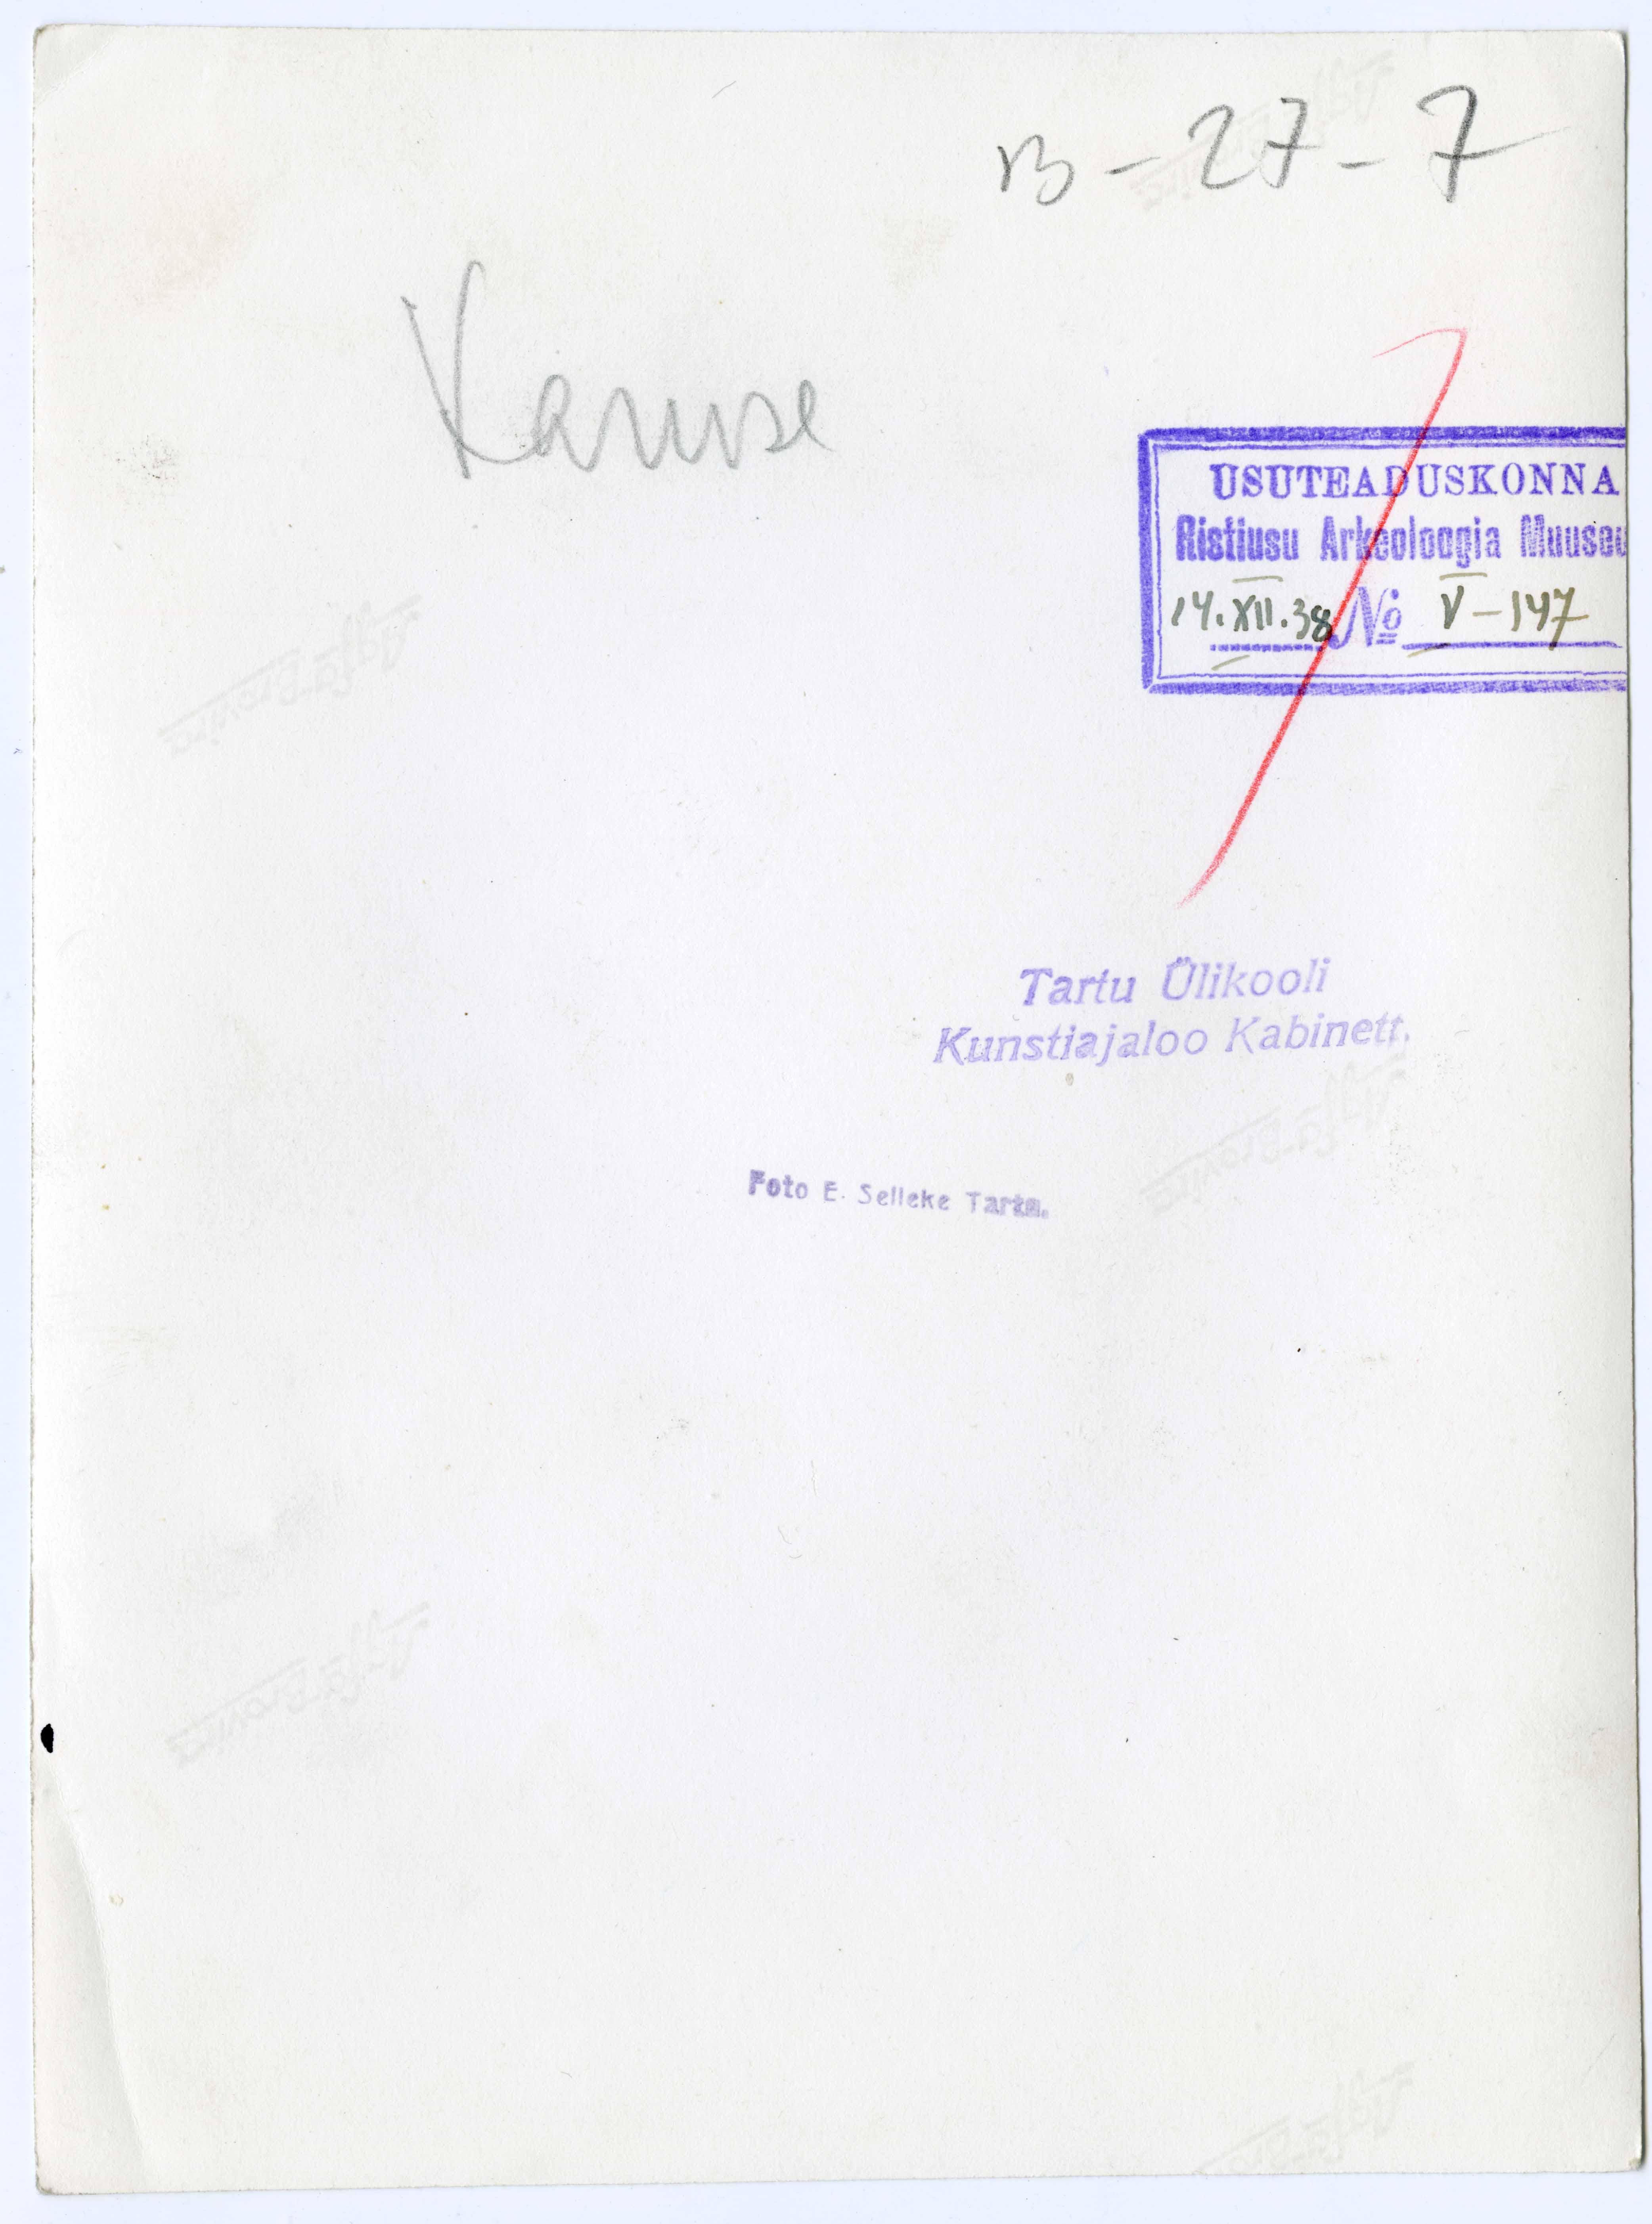 B-27-7
Karuse
USUTEADUSKONNA
Ristiusu Arkeoloogia Muuseu
14.XII.38 № V-147
Tartu Ülikooli
Kunstiajaloo Kabinett.
Foto E. Selleke Tartu.